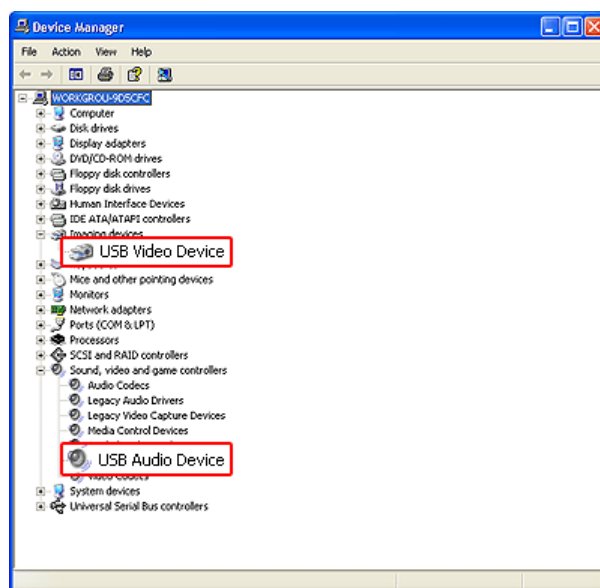 Device Manager
File Action View Help
WORKGROU-9D5CFC
Computer
Disk drives
Display adapters
DVD/CD-ROM drives
Floppy disk controllers
Floppy disk drives
Human Interface Devices
IDE ATA/ATAPI controllers
Imaging devices
USB Video Device
Mice and other pointing devices
Monitors
Network adapters
Ports (COM & LPT)
Processors
SCSI and RAID controllers
Sound, video and game controllers
Audio Codecs
Legacy Audio Drivers
Legacy Video Capture Devices
Media Control Devices
USB Audio Device
Video Codecs
System devices
Universal Serial Bus controllers